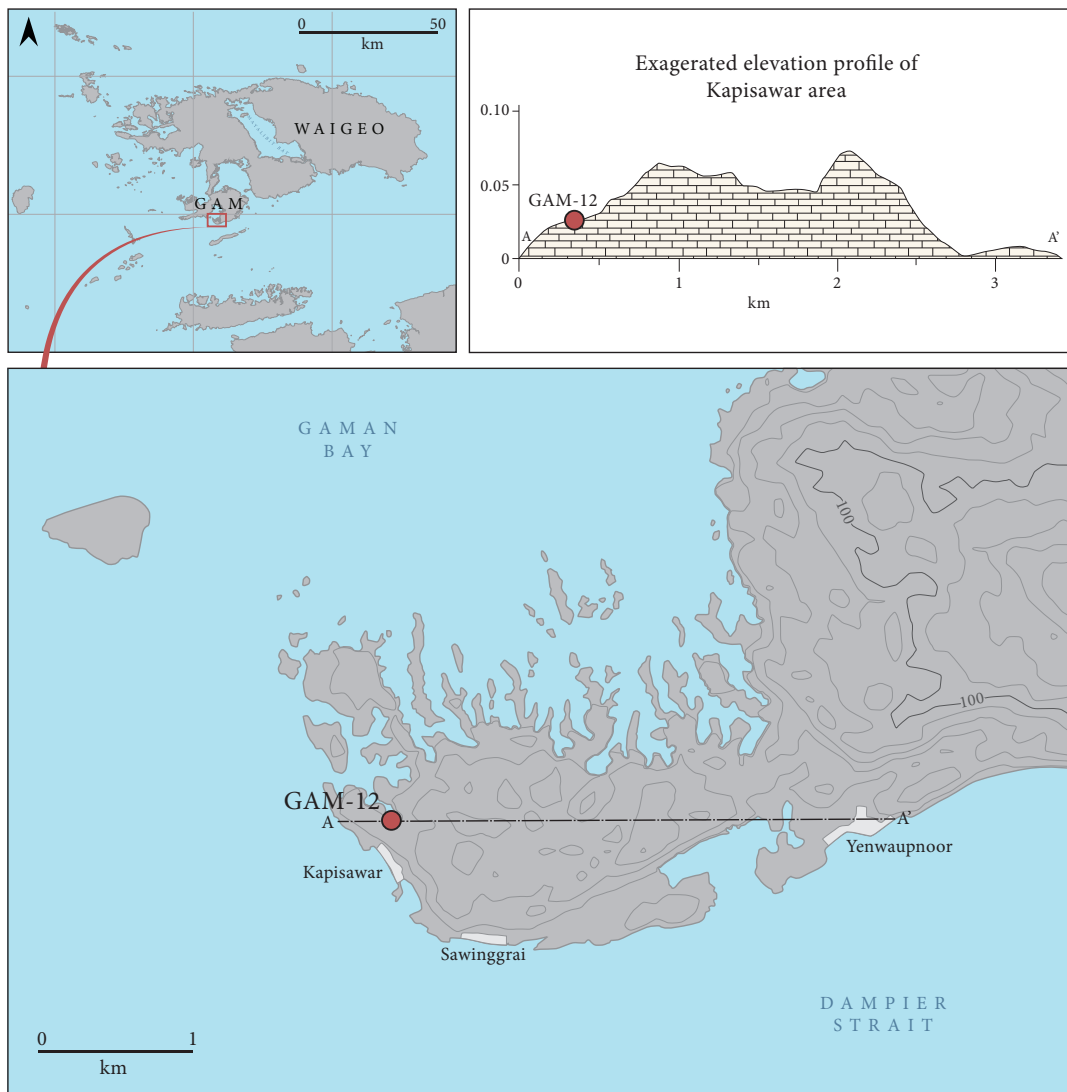 0
50
km
WAIGEO
GAM
Exagerated elevation profile of
Kapisawar area
0.10
0.05
0
GAM-12
A
A'
0
1
2
3
km
GAMAN
BAY
100
100
GAM-12
A
A'
Kapisawar
Yenwaupnoor
Sawinggrai
DAMPIER
STRAIT
0
1
km